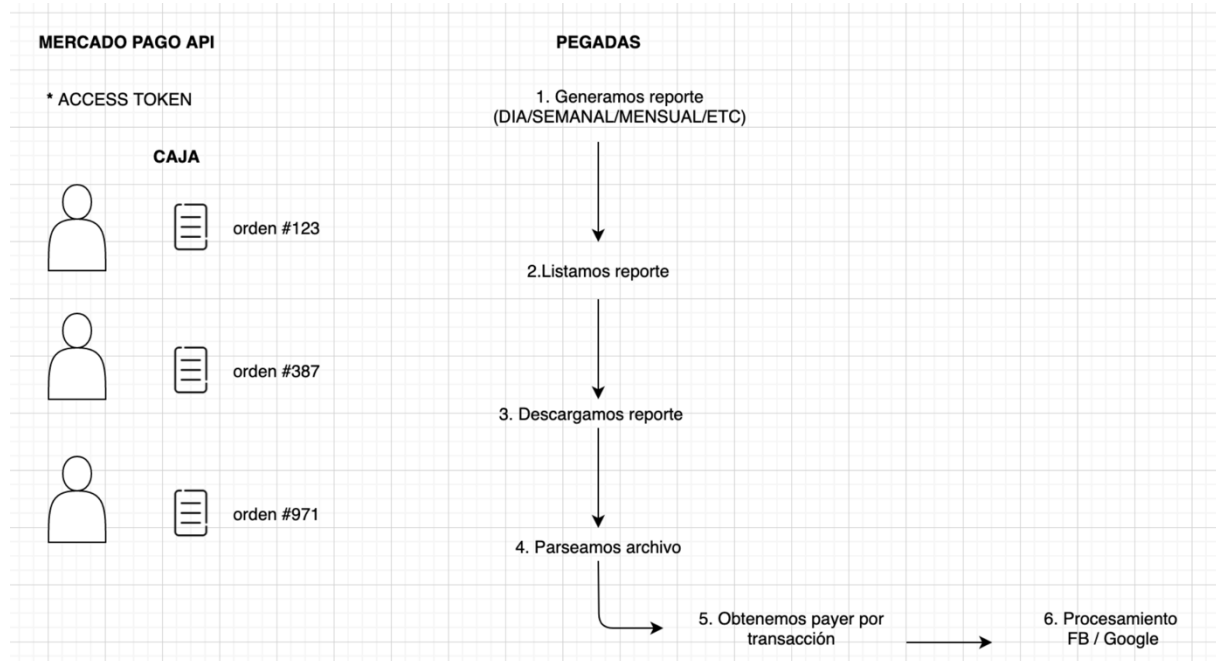 MERCADO PAGO API
* ACCESS TOKEN
CAJA
orden #123
orden #387
orden #971
PEGADAS
1. Generamos reporte
(DIA/SEMANAL/MENSUAL/ETC)
2.Listamos reporte
3. Descargamos reporte
4. Parseamos archivo
5. Obtenemos payer por
transacción
6. Procesamiento
FB / Google